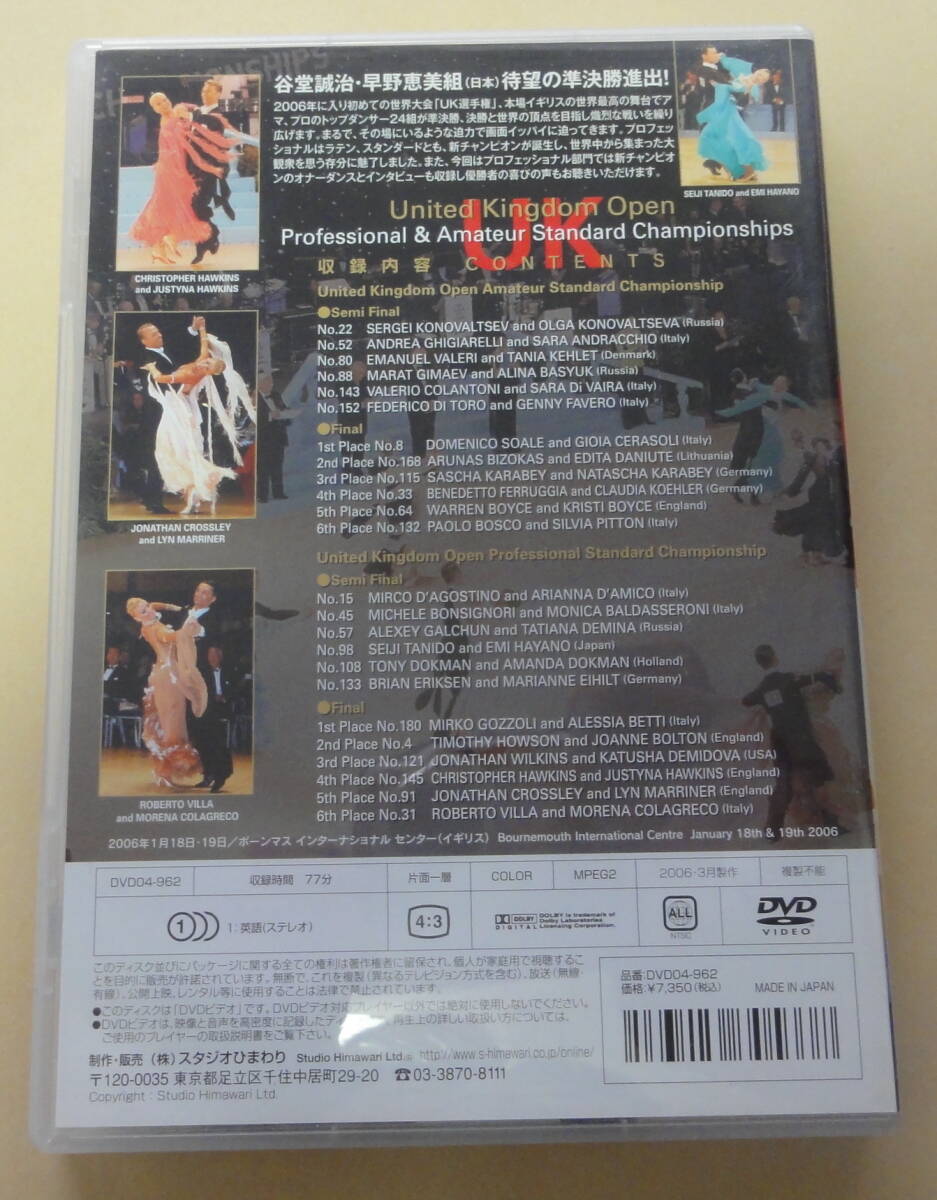 谷堂誠治・早野恵美組(日本)待望の準決勝進出!
2006年に入り初めての世界大会「UK選手権」、本場イギリスの世界最高の舞台でア
マ、プロのトップダンサー24組が準決勝、決勝と世界の頂点を目指し熾烈な戦いを繰り
広げます。まるで、その場にいるような迫力で画面イッパイに迫ってきます。プロフェッ
ショナルはラテン、スタンダードとも、新チャンピオンが誕生し、世界中から集まった大
観衆を思う存分に魅了しました。また、今回はプロフェッショナル部門では新チャンピオ
ンのオナーダンスとインタビューも収録し優勝者の喜びの声もお聴きいただけます。
SEIJI TANIDO and EMI HAYANO
CHRISTOPHER HAWKINS
and JUSTYNA HAWKINS
JONATHAN CROSSLEY
and LYN MARRINER
ROBERTO VILLA
and MORENA COLAGRECO
UK
United Kingdom Open
Professional & Amateur Standard Championships
収録内容 CONTENTS
United Kingdom Open Amateur Standard Championship
●Semi Final
No.22 SERGEI KONOVALTSEV and OLGA KONOVALTSEVA (Russia)
No.52 ANDREA GHIGIARELLI and SARA ANDRACCHIO (Italy)
No.80 EMANUEL VALERI and TANIA KEHLET (Denmark)
No.88 MARAT GIMAEV and ALINA BASYUK (Russia)
No.143 VALERIO COLANTONI and SARA Di VAIRA (Italy)
No.152 FEDERICO DI TORO and GENNY FAVERO (Italy)
●Final
1st Place No.8 DOMENICO SOALE and GIOIA CERASOLI (Italy)
2nd Place No.168 ARUNAS BIZOKAS and EDITA DANIUTE (Lithuania)
3rd Place No.115 SASCHA KARABEY and NATASCHA KARABEY (Germany)
4th Place No.33 BENEDETTO FERRUGGIA and CLAUDIA KOEHLER (Germany)
5th Place No.64 WARREN BOYCE and KRISTI BOYCE (England)
6th Place No.132 PAOLO BOSCO and SILVIA PITTON (Italy)
United Kingdom Open Professional Standard Championship
●Semi Final
No.15 MIRCO D'AGOSTINO and ARIANNA D'AMICO (Italy)
No.45 MICHELE BONSIGNORI and MONICA BALDASSERONI (Italy)
No.57 ALEXEY GALCHUN and TATIANA DEMINA (Russia)
No.98 SEIJI TANIDO and EMI HAYANO (Japan)
No.108 TONY DOKMAN and AMANDA DOKMAN (Holland)
No.133 BRIAN ERIKSEN and MARIANNE EIHILT (Germany)
●Final
1st Place No.180 MIRKO GOZZOLI and ALESSIA BETTI (Italy)
2nd Place No.4 TIMOTHY HOWSON and JOANNE BOLTON (England)
3rd Place No.121 JONATHAN WILKINS and KATUSHA DEMIDOVA (USA)
4th Place No.145 CHRISTOPHER HAWKINS and JUSTYNA HAWKINS (England)
5th Place No.91 JONATHAN CROSSLEY and LYN MARRINER (England)
6th Place No.31 ROBERTO VILLA and MORENA COLAGRECO (Italy)
2006年1月18日・19日/ボーンマス インターナショナル センター(イギリス) Bournemouth International Centre January 18th & 19th 2006
DVD04-962 収録時間 77分 片面一層 COLOR MPEG2 2006・3月製作 複製不能
1: 英語(ステレオ)
4:3
DOLBY DIGITAL
DOLBY is trademark of
Dolby Laboratories
Licensing Corporation.
ALL
NTSC
DVD
VIDEO
このディスク並びにパッケージに関する全ての権利は著作権者に留保され、個人が家庭用で視聴するこ
とを目的に販売が許諾されています。無断で、これを複製(異なるテレビジョン方式を含む)、放送(無線・
有線)、公開上映、レンタル等に使用することは法律で禁止されています。
●このディスクは「DVDビデオ」です。DVDビデオ対応プレイヤー以外では絶対に使用しないでください。
●DVDビデオは、映像と音声を高密度に記録したディスクです。再生上の詳しい取扱い方については、
ご使用のプレイヤーの取扱説明書をご覧下さい。
制作・販売 (株)スタジオひまわり Studio Himawari Ltd. http://www.s-himawari.co.jp/online/
〒120-0035 東京都足立区千住中居町29-20 ☎03-3870-8111
Copyright : Studio Himawari Ltd.
品番:DVD04-962
価格:¥7,350(税込)
MADE IN JAPAN